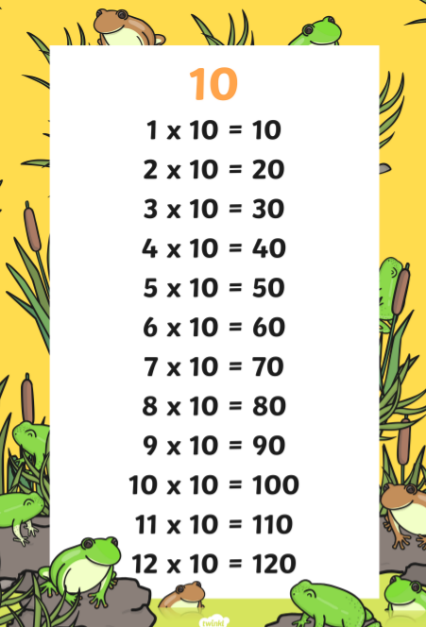 10
1 x 10 = 10
2 x 10 = 20
3 x 10 = 30
4 x 10 = 40
5 x 10 = 50
6 x 10 = 60
7 x 10 = 70
8 x 10 = 80
9 x 10 = 90
10 x 10 = 100
11 x 10 = 110
12 x 10 = 120
twinkl